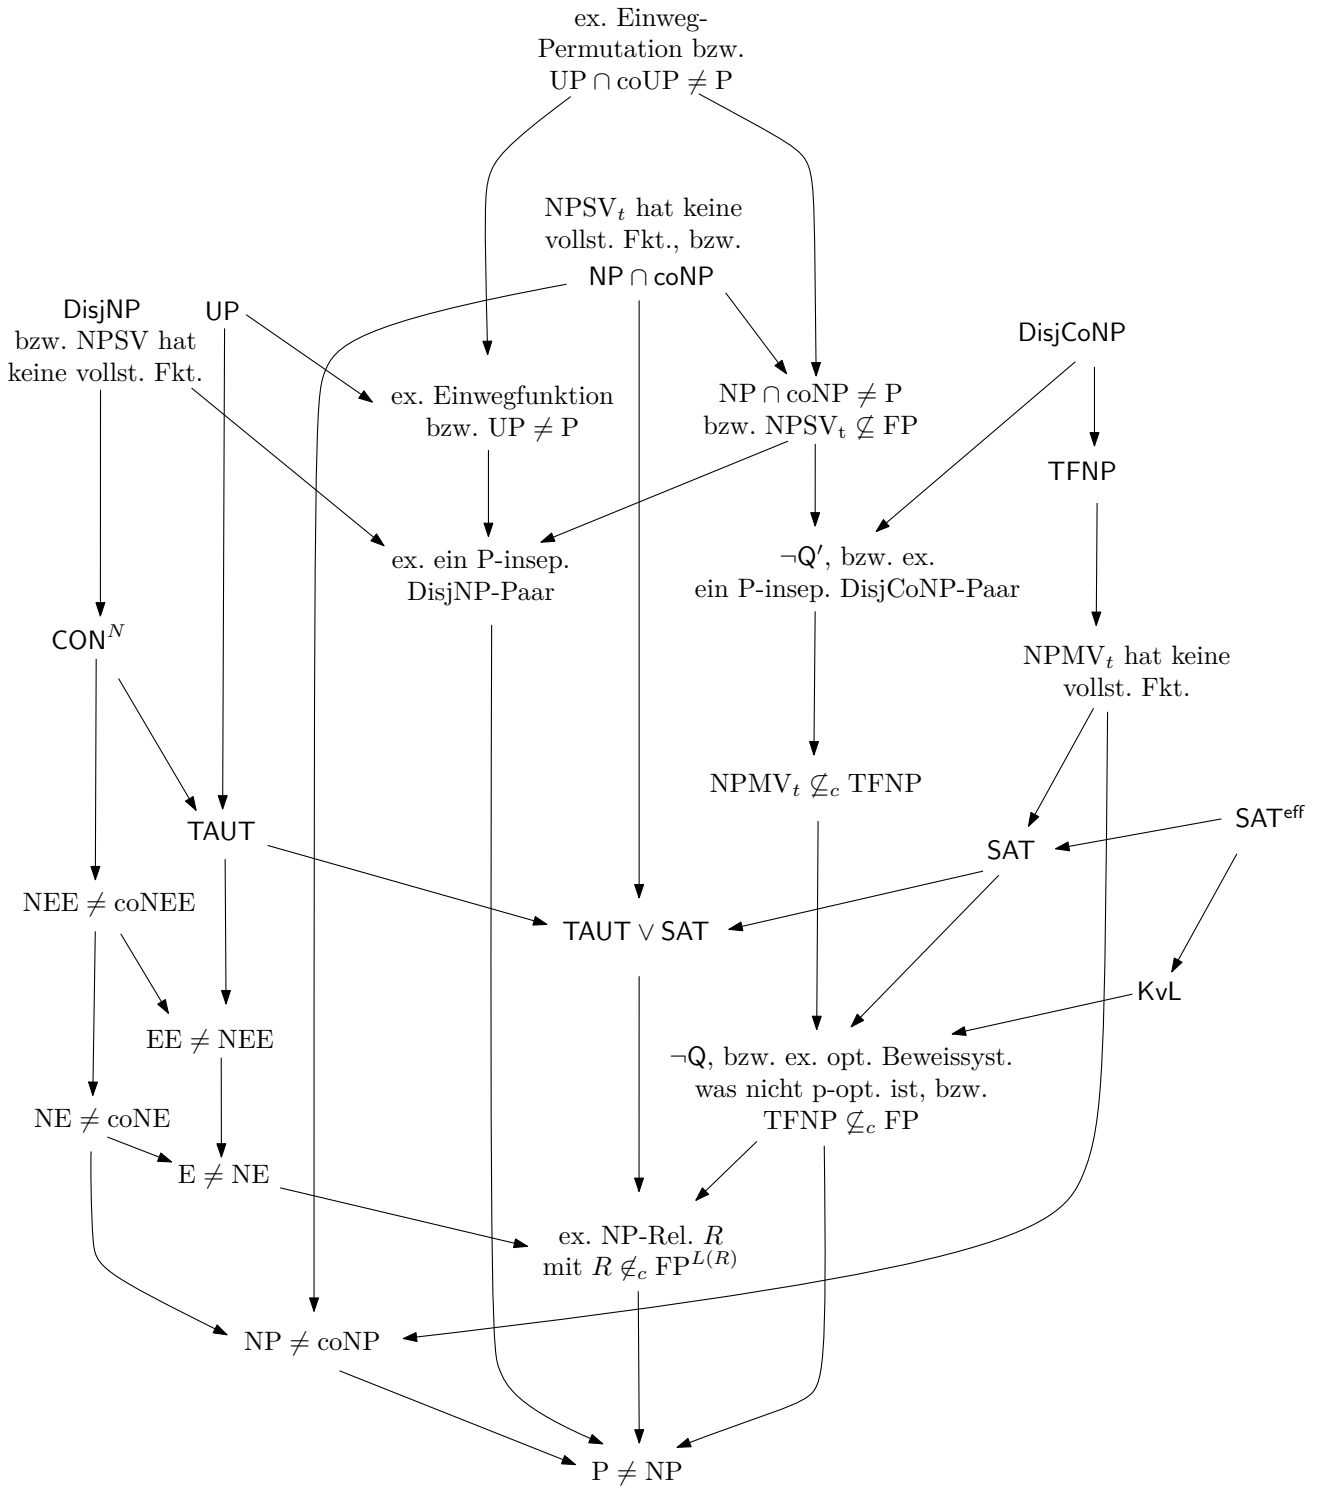 ex. Einweg-
Permutation bzw.
UP ∩ coUP ≠ P
NPSVₜ hat keine
vollst. Fkt., bzw.
NP ∩ coNP
DisjNP
bzw. NPSV hat
keine vollst. Fkt.
UP
DisjCoNP
ex. Einwegfunktion
bzw. UP ≠ P
NP ∩ coNP ≠ P
bzw. NPSVₜ ⊈ FP
TFNP
ex. ein P-insep.
DisjNP-Paar
¬Q′, bzw. ex.
ein P-insep. DisjCoNP-Paar
CON^N
NPMVₜ hat keine
vollst. Fkt.
NPMVₜ ⊈_c TFNP
TAUT
SAT^eff
SAT
NEE ≠ coNEE
TAUT ∨ SAT
KvL
EE ≠ NEE
¬Q, bzw. ex. opt. Beweissyst.
was nicht p-opt. ist, bzw.
TFNP ⊈_c FP
NE ≠ coNE
E ≠ NE
ex. NP-Rel. R
mit R ∉_c FP^L(R)
NP ≠ coNP
P ≠ NP